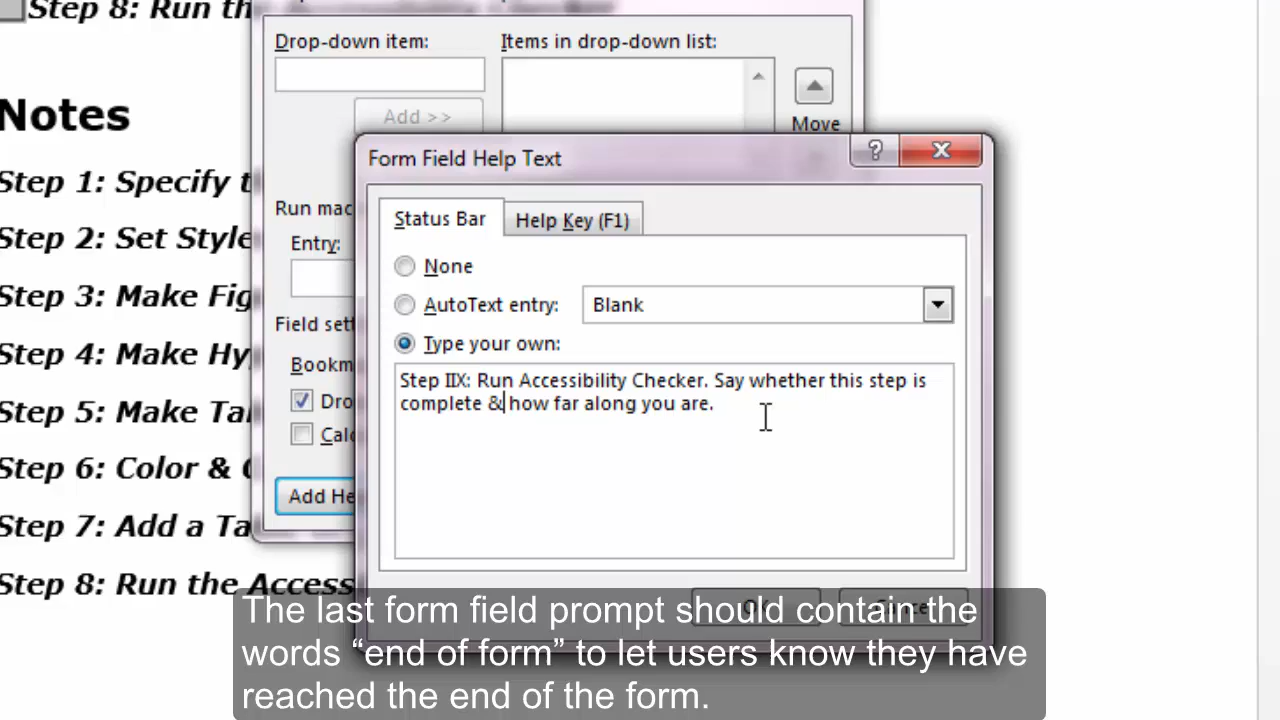 Step 8: Run th
Drop-down item:
Items in drop-down list:
Add >>
Move
Notes
Form Field Help Text
?
Step 1: Specify t
Status Bar
Help Key (F1)
Run mac
Step 2: Set Style
Entry:
None
Step 3: Make Fig
AutoText entry:
Blank
Field sett
Type your own:
Step 4: Make Hy
Bookm
Step IIX: Run Accessibility Checker. Say whether this step is
complete & how far along you are.
Step 5: Make Ta
Dro
Calc
Step 6: Color & C
Add He
Step 7: Add a Ta
Step 8: Run the Access
OK
Cancel
The last form field prompt should contain the
words “end of form” to let users know they have
reached the end of the form.